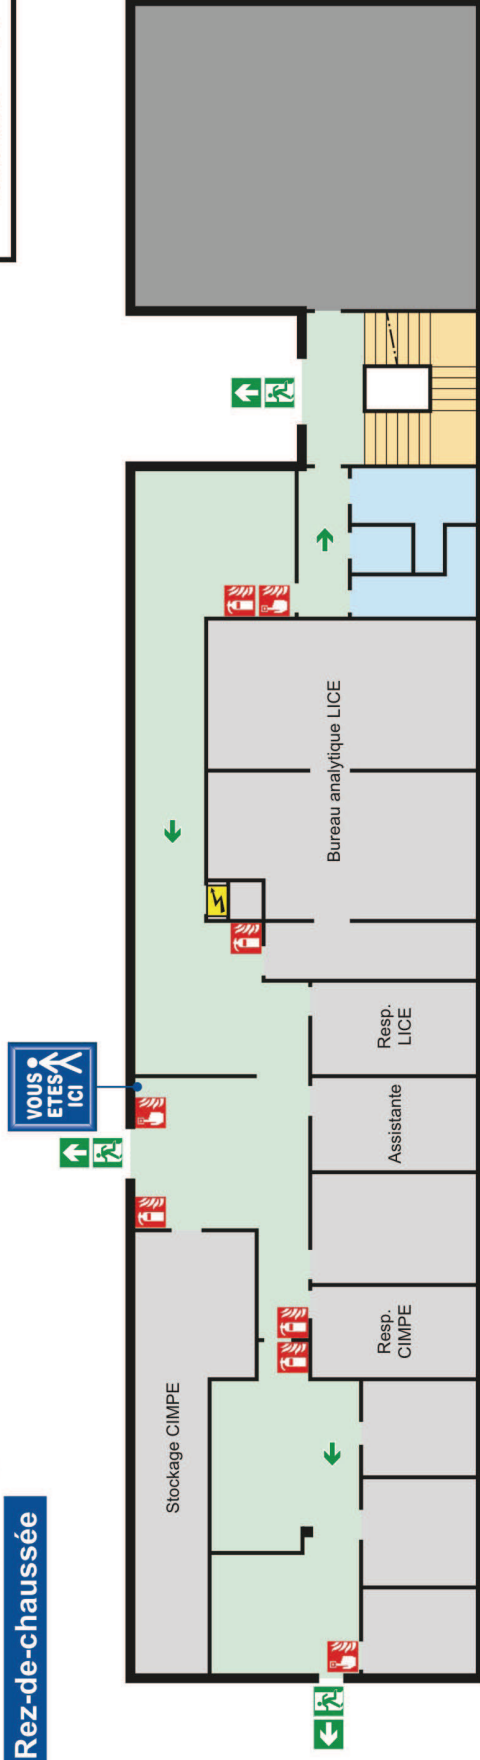 Rez-de-chaussée
VOUS
ETES
ICI
Stockage CIMPE
Resp.
CIMPE
Assistante
Resp.
LICE
Bureau analytique LICE